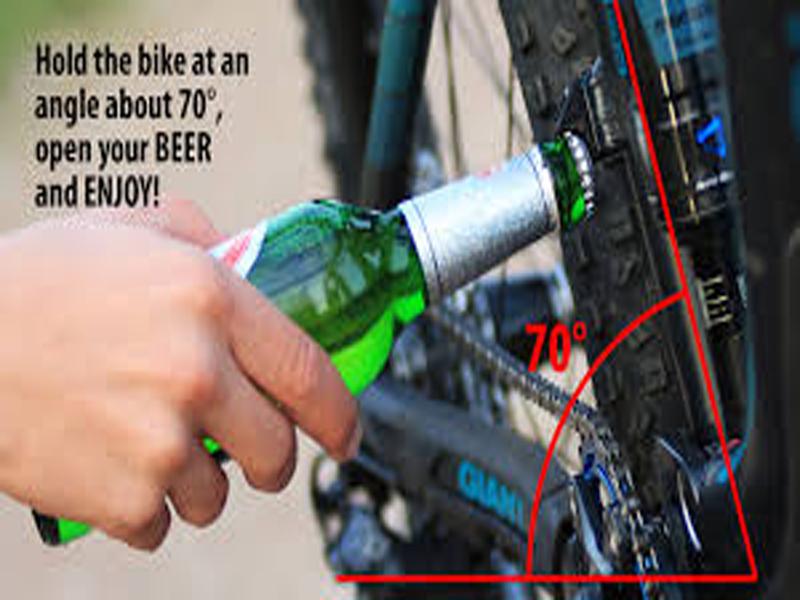 Hold the bike at an
angle about 70°,
open your BEER
and ENJOY!
70°
GIANT